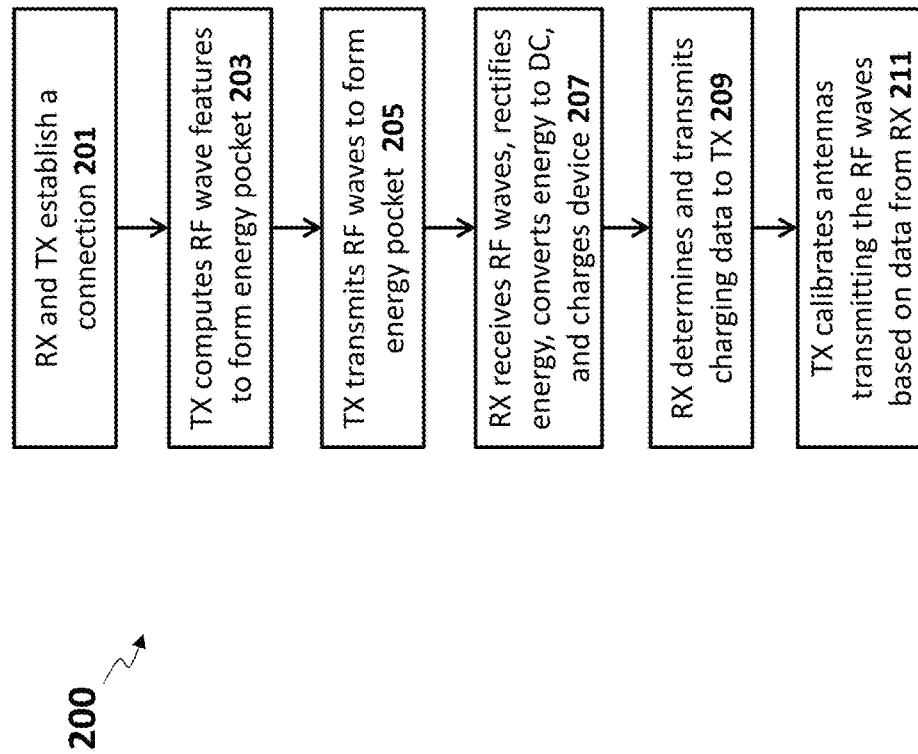 200
RX and TX establish a
connection 201
TX computes RF wave features
to form energy pocket 203
TX transmits RF waves to form
energy pocket 205
RX receives RF waves, rectifies
energy, converts energy to DC,
and charges device 207
RX determines and transmits
charging data to TX 209
TX calibrates antennas
transmitting the RF waves
based on data from RX 211